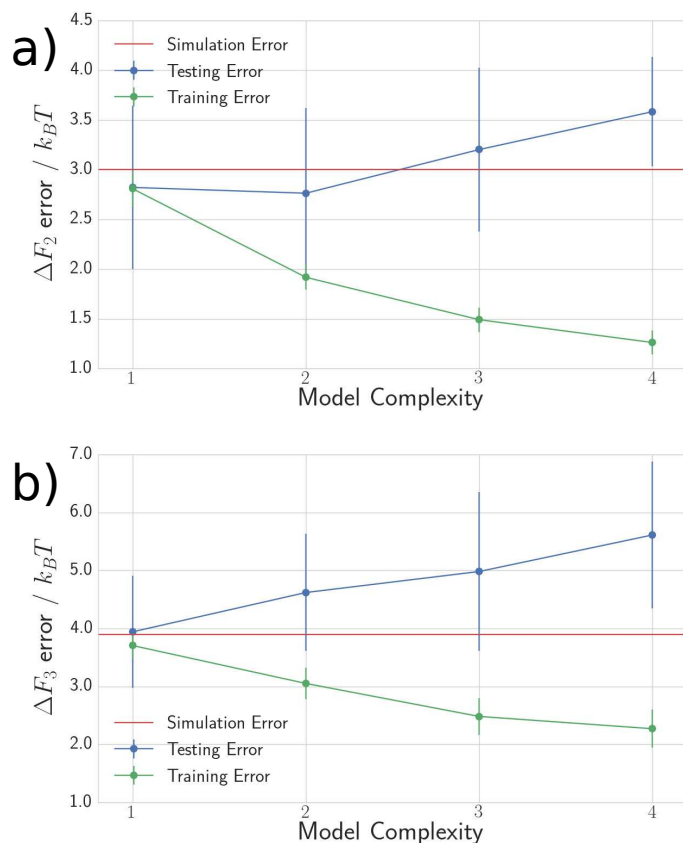 a)
4.5
4.0
3.5
3.0
2.5
2.0
1.5
1.0
ΔF₂ error / k_BT
Simulation Error
Testing Error
Training Error
1 2 3 4
Model Complexity
b)
7.0
6.0
5.0
4.0
3.0
2.0
1.0
ΔF₃ error / k_BT
Simulation Error
Testing Error
Training Error
1 2 3 4
Model Complexity